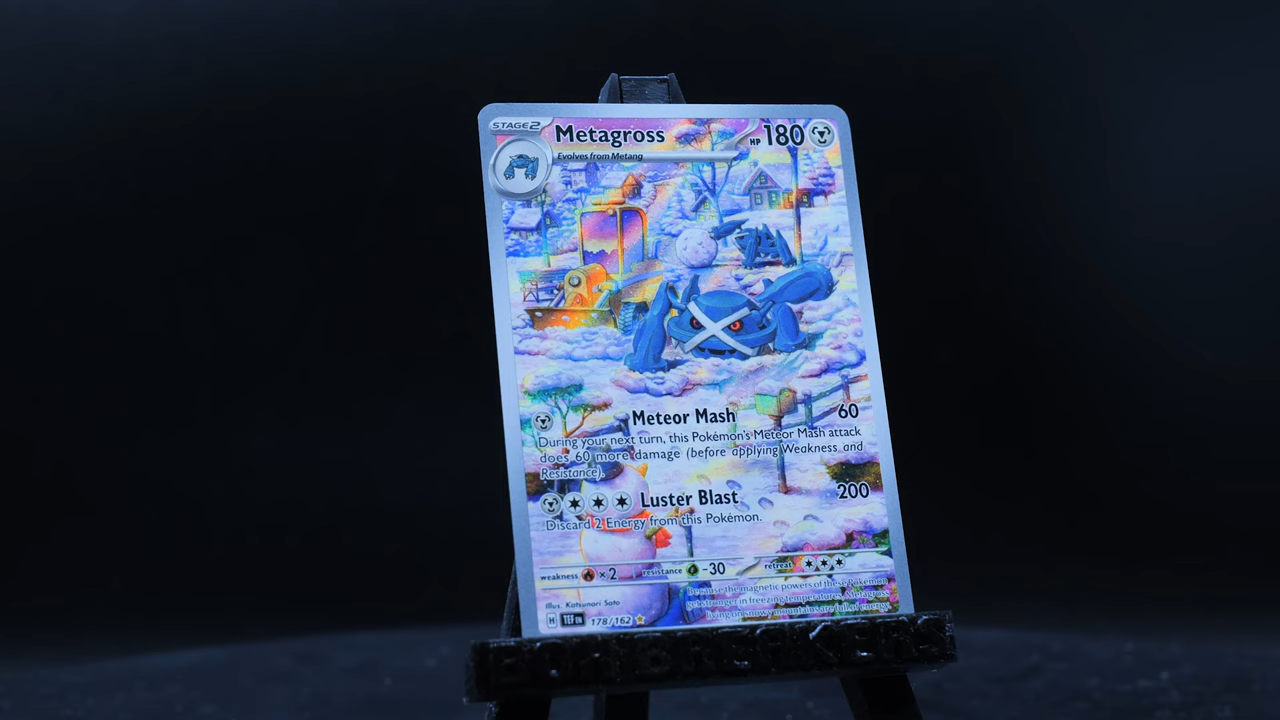 STAGE2 Metagross HP 180
Evolves from Metang
Meteor Mash 60
During your next turn, this Pokémon's Meteor Mash attack
does 60 more damage (before applying Weakness and
Resistance).
Luster Blast 200
Discard 2 Energy from this Pokémon.
weakness ×2 resistance -30 retreat
Because the magnetic powers of these Pokémon
get stronger in freezing temperatures, Metagross
living on snowy mountains are full of energy.
Illus. Katsunori Sato
H TEF EN 178/162